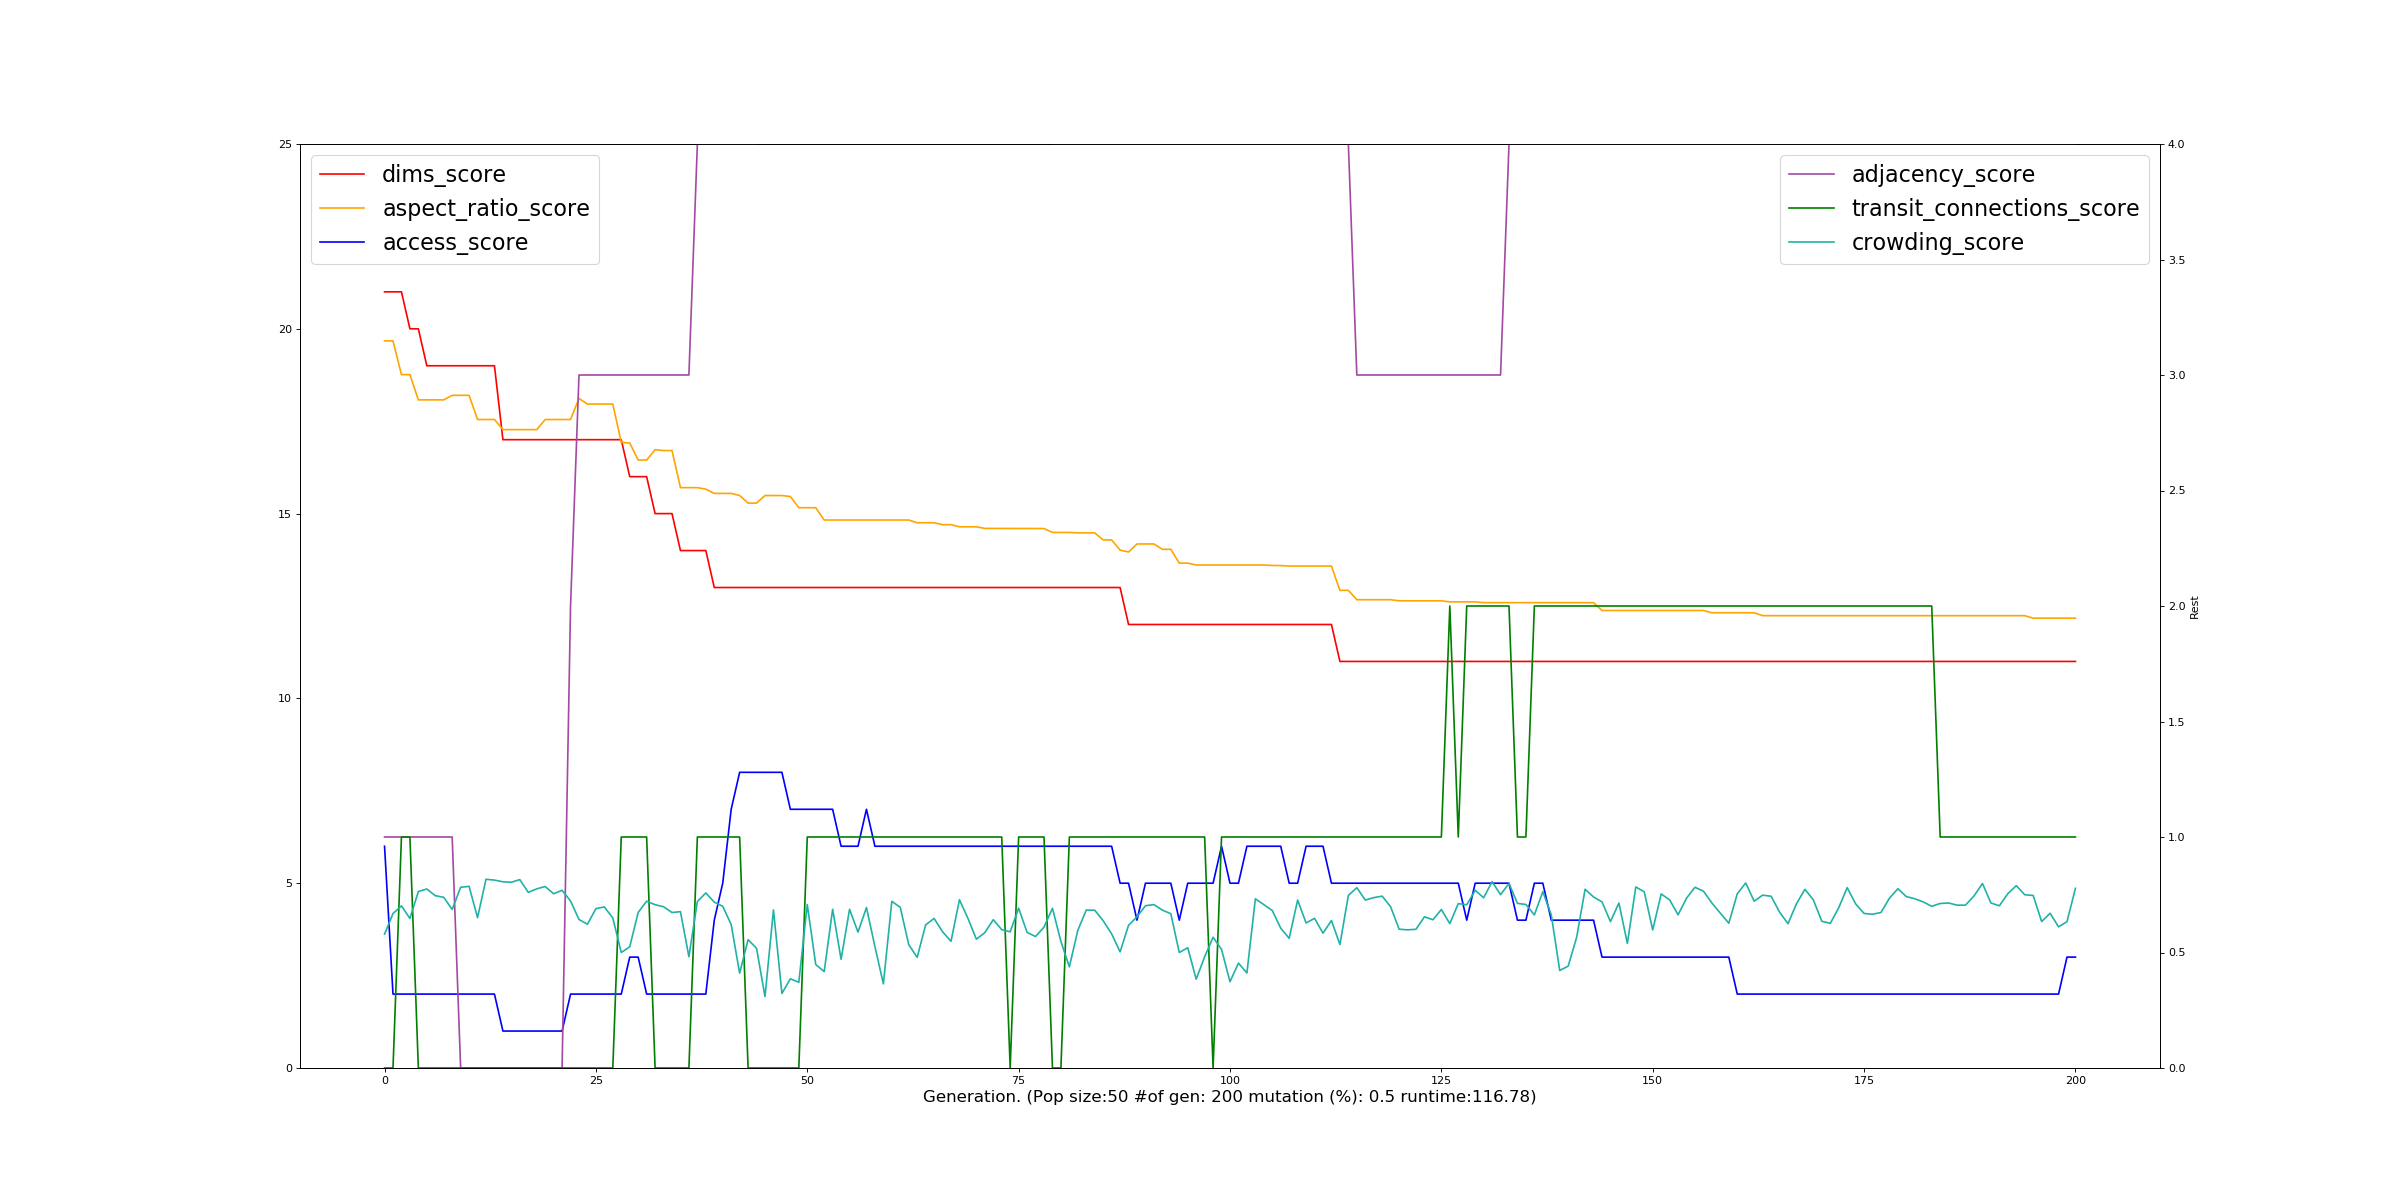 dims_score
aspect_ratio_score
access_score
adjacency_score
transit_connections_score
crowding_score
25
20
15
10
5
0
4.0
3.5
3.0
2.5
2.0
1.5
1.0
0.5
0.0
Rest
0 25 50 75 100 125 150 175 200
Generation. (Pop size:50 #of gen: 200 mutation (%): 0.5 runtime:116.78)